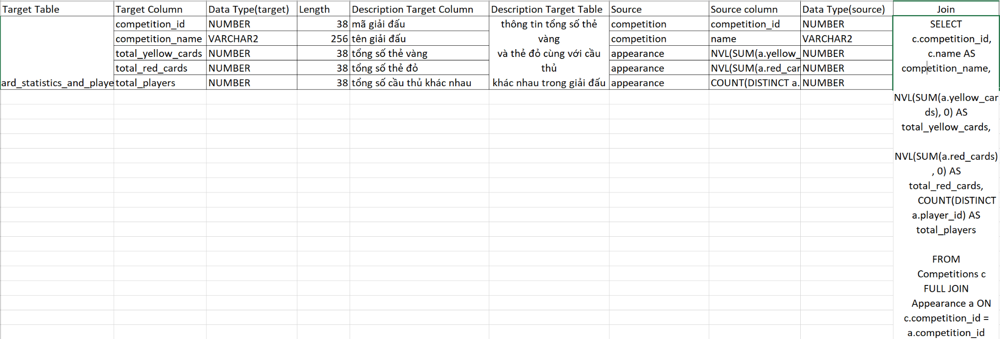 Target Table Target Column Data Type(target) Length Description Target Column Description Target Table Source Source column Data Type(source) Join
competition_id NUMBER 38 mã giải đấu competition competition_id NUMBER
competition_name VARCHAR2 256 tên giải đấu competition name VARCHAR2
total_yellow_cards NUMBER 38 tổng số thẻ vàng appearance NVL(SUM(a.yellow_ NUMBER
total_red_cards NUMBER 38 tổng số thẻ đỏ appearance NVL(SUM(a.red_car NUMBER
ard_statistics_and_playe total_players NUMBER 38 tổng số cầu thủ khác nhau appearance COUNT(DISTINCT a. NUMBER
thông tin tổng số thẻ
vàng
và thẻ đỏ cùng với cầu
thủ
khác nhau trong giải đấu
SELECT
c.competition_id,
c.name AS
competition_name,
NVL(SUM(a.yellow_car
ds), 0) AS
total_yellow_cards,
NVL(SUM(a.red_cards)
, 0) AS
total_red_cards,
COUNT(DISTINCT
a.player_id) AS
total_players
FROM
Competitions c
FULL JOIN
Appearance a ON
c.competition_id =
a.competition_id